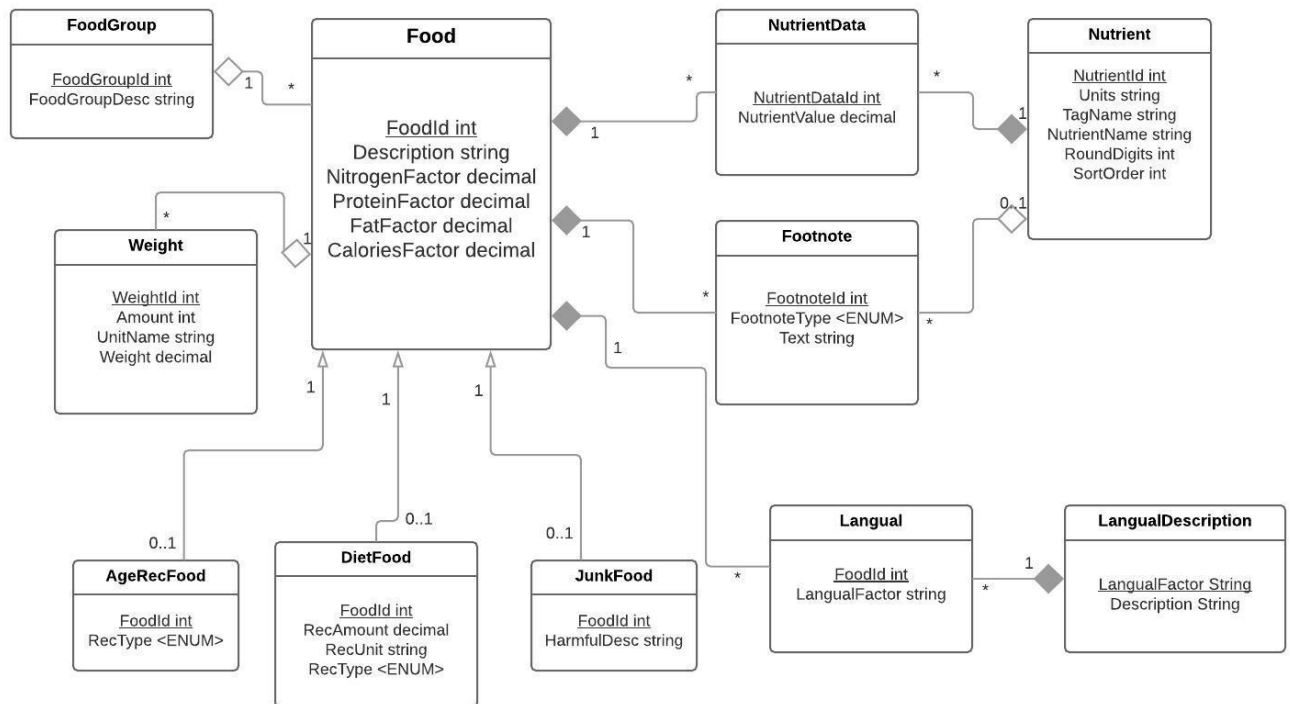 FoodGroup
FoodGroupId int
FoodGroupDesc string
1
*
Food
FoodId int
Description string
NitrogenFactor decimal
ProteinFactor decimal
FatFactor decimal
CaloriesFactor decimal
NutrientData
NutrientDataId int
NutrientValue decimal
*
1
*
1
Nutrient
NutrientId int
Units string
TagName string
NutrientName string
RoundDigits int
SortOrder int
0..1
*
Weight
WeightId int
Amount int
UnitName string
Weight decimal
1
1
*
Footnote
FootnoteId int
FootnoteType <ENUM>
Text string
*
1
1
1
1
0..1
0..1
0..1
AgeRecFood
FoodId int
RecType <ENUM>
DietFood
FoodId int
RecAmount decimal
RecUnit string
RecType <ENUM>
JunkFood
FoodId int
HarmfulDesc string
*
Langual
FoodId int
LangualFactor string
*
1
LangualDescription
LangualFactor String
Description String